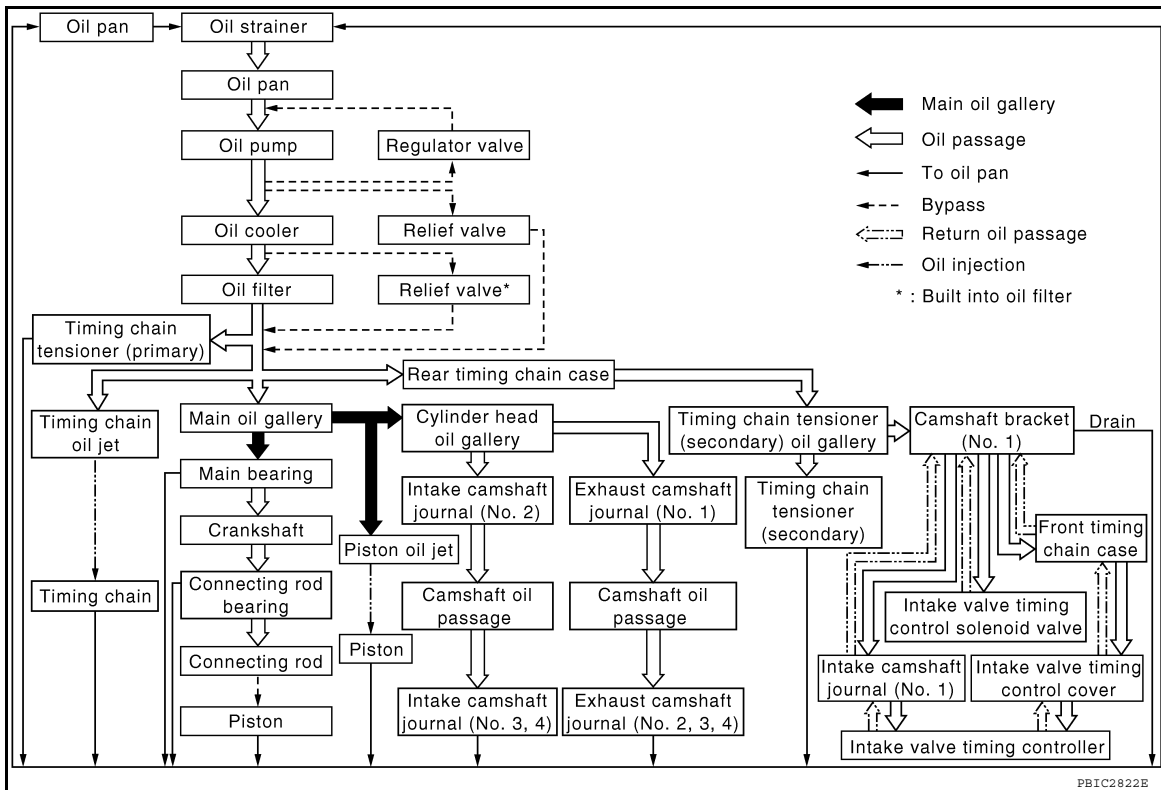 Oil pan
Oil strainer
Oil pan
Oil pump
Regulator valve
Oil cooler
Relief valve
Oil filter
Relief valve*
Main oil gallery
Oil passage
To oil pan
Bypass
Return oil passage
Oil injection
* : Built into oil filter
Timing chain
tensioner (primary)
Rear timing chain case
Timing chain
oil jet
Main oil gallery
Cylinder head
oil gallery
Timing chain tensioner
(secondary) oil gallery
Camshaft bracket
(No. 1)
Drain
Main bearing
Intake camshaft
journal (No. 2)
Exhaust camshaft
journal (No. 1)
Timing chain
tensioner
(secondary)
Crankshaft
Piston oil jet
Front timing
chain case
Timing chain
Connecting rod
bearing
Camshaft oil
passage
Camshaft oil
passage
Intake valve timing
control solenoid valve
Connecting rod
Piston
Intake camshaft
journal (No. 1)
Intake valve timing
control cover
Piston
Intake camshaft
journal (No. 3, 4)
Exhaust camshaft
journal (No. 2, 3, 4)
Intake valve timing controller
PBIC2822E